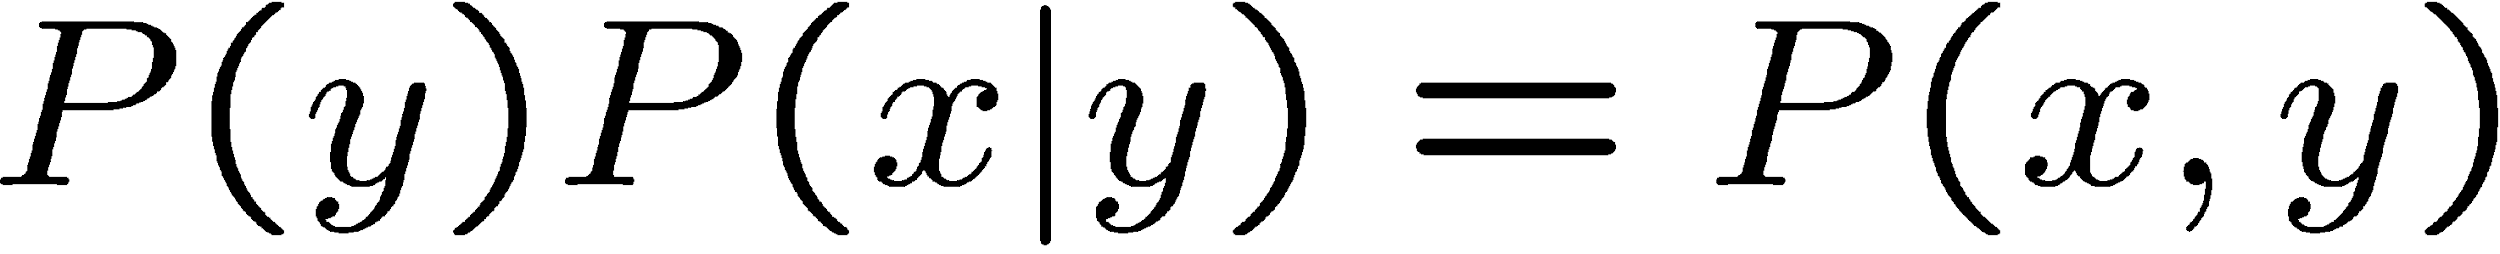 P(y)P(x|y) = P(x, y)